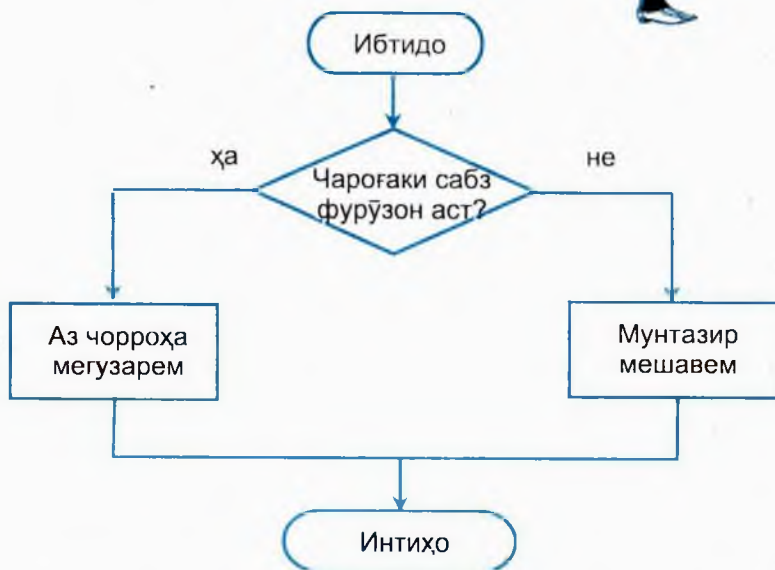 Ибтидо
ҳа
не
Чароғаки сабз
фурӯзон аст?
Аз чорроҳа
мегузарем
Мунтазир
мешавем
Интиҳо